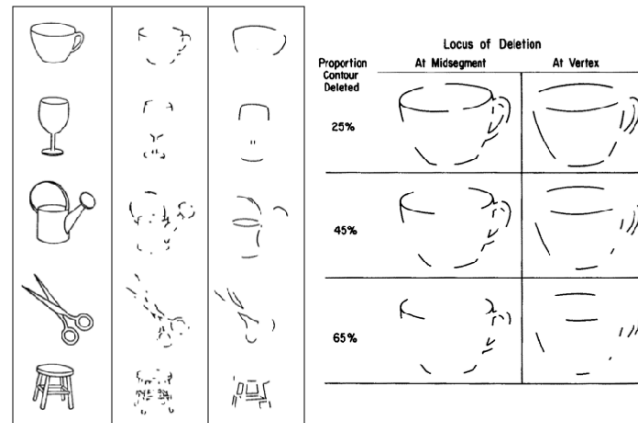 Locus of Deletion
Proportion
Contour
Deleted
At Midsegment
At Vertex
25%
45%
65%